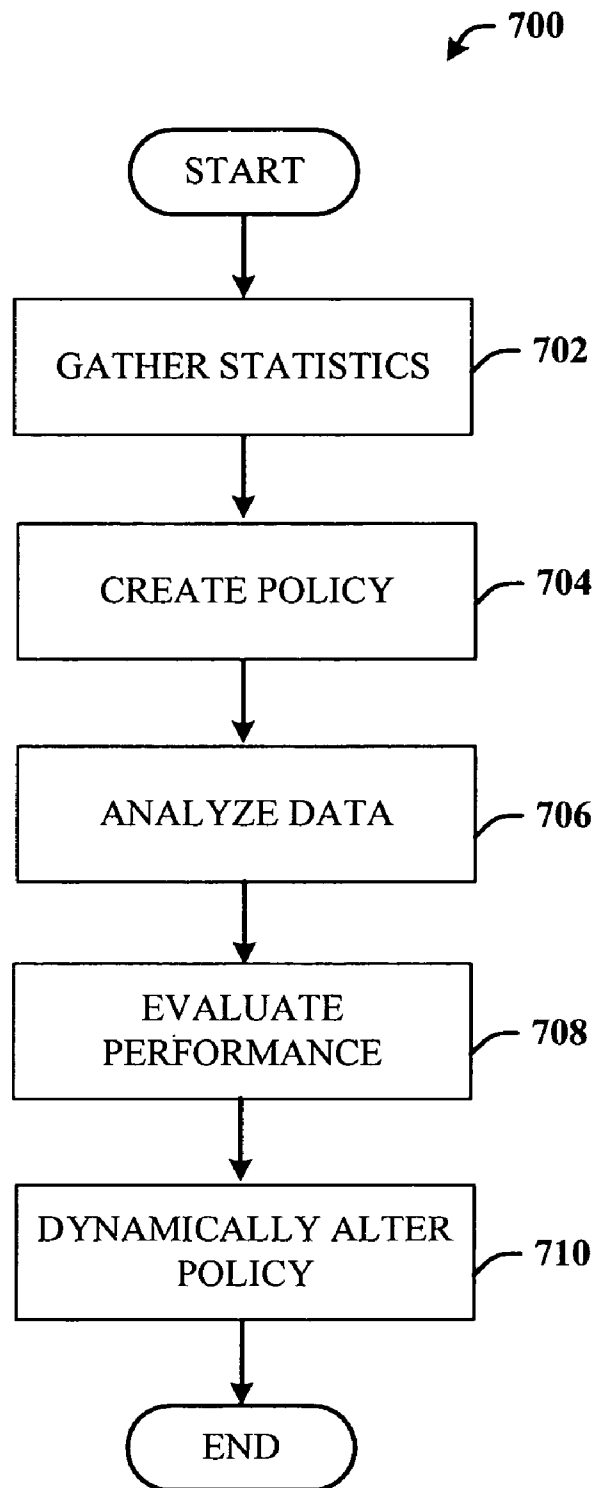 700
START
GATHER STATISTICS
702
CREATE POLICY
704
ANALYZE DATA
706
EVALUATE
PERFORMANCE
708
DYNAMICALLY ALTER
POLICY
710
END